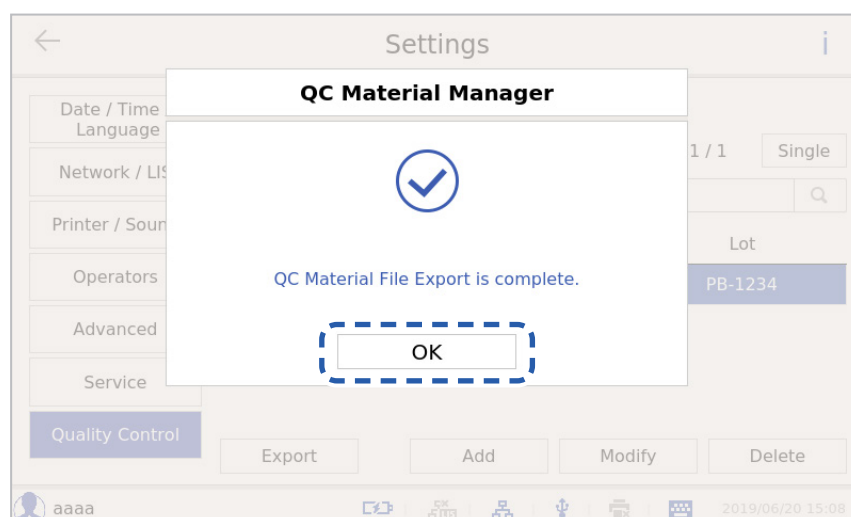 Settings
i
QC Material Manager
Date / Time
Language
1 / 1
Single
Network / LIS
Printer / Soun
Lot
Operators
QC Material File Export is complete.
PB-1234
Advanced
OK
Service
Quality Control
Export
Add
Modify
Delete
aaaa
2019/06/20 15:08